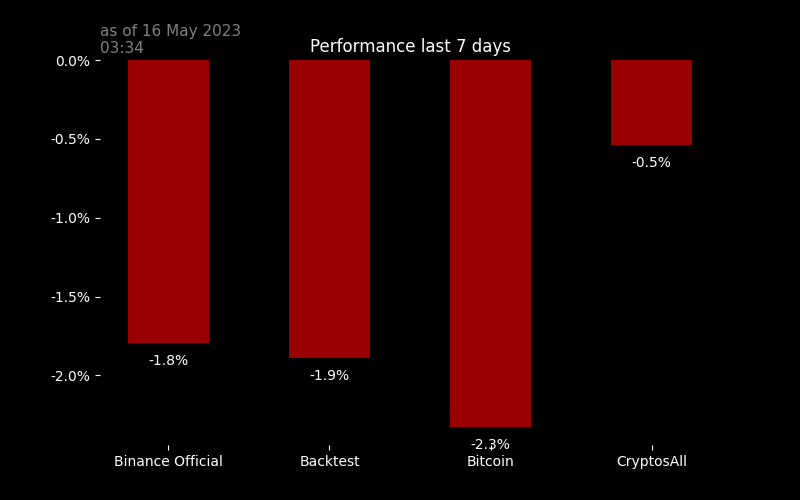 as of 16 May 2023
03:34
Performance last 7 days
0.0%
-0.5%
-1.0%
-1.5%
-2.0%
-1.8%
-1.9%
-2.3%
-0.5%
Binance Official
Backtest
Bitcoin
CryptosAll